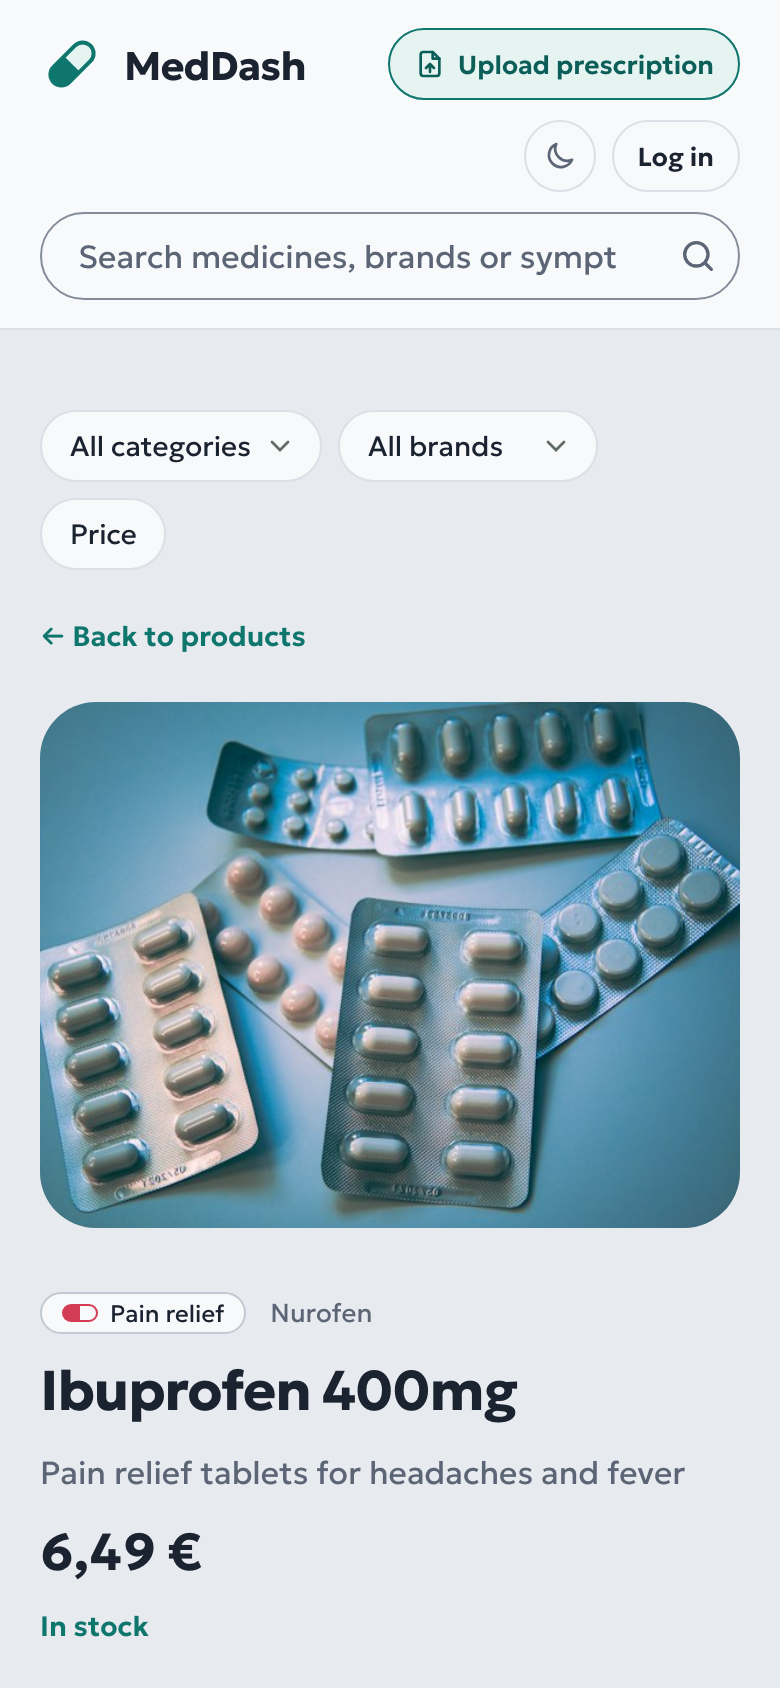 MedDash
Upload prescription
Log in
Search medicines, brands or sympt
All categories
All brands
Price
← Back to products
Pain relief
Nurofen
Ibuprofen 400mg
Pain relief tablets for headaches and fever
6,49 €
In stock